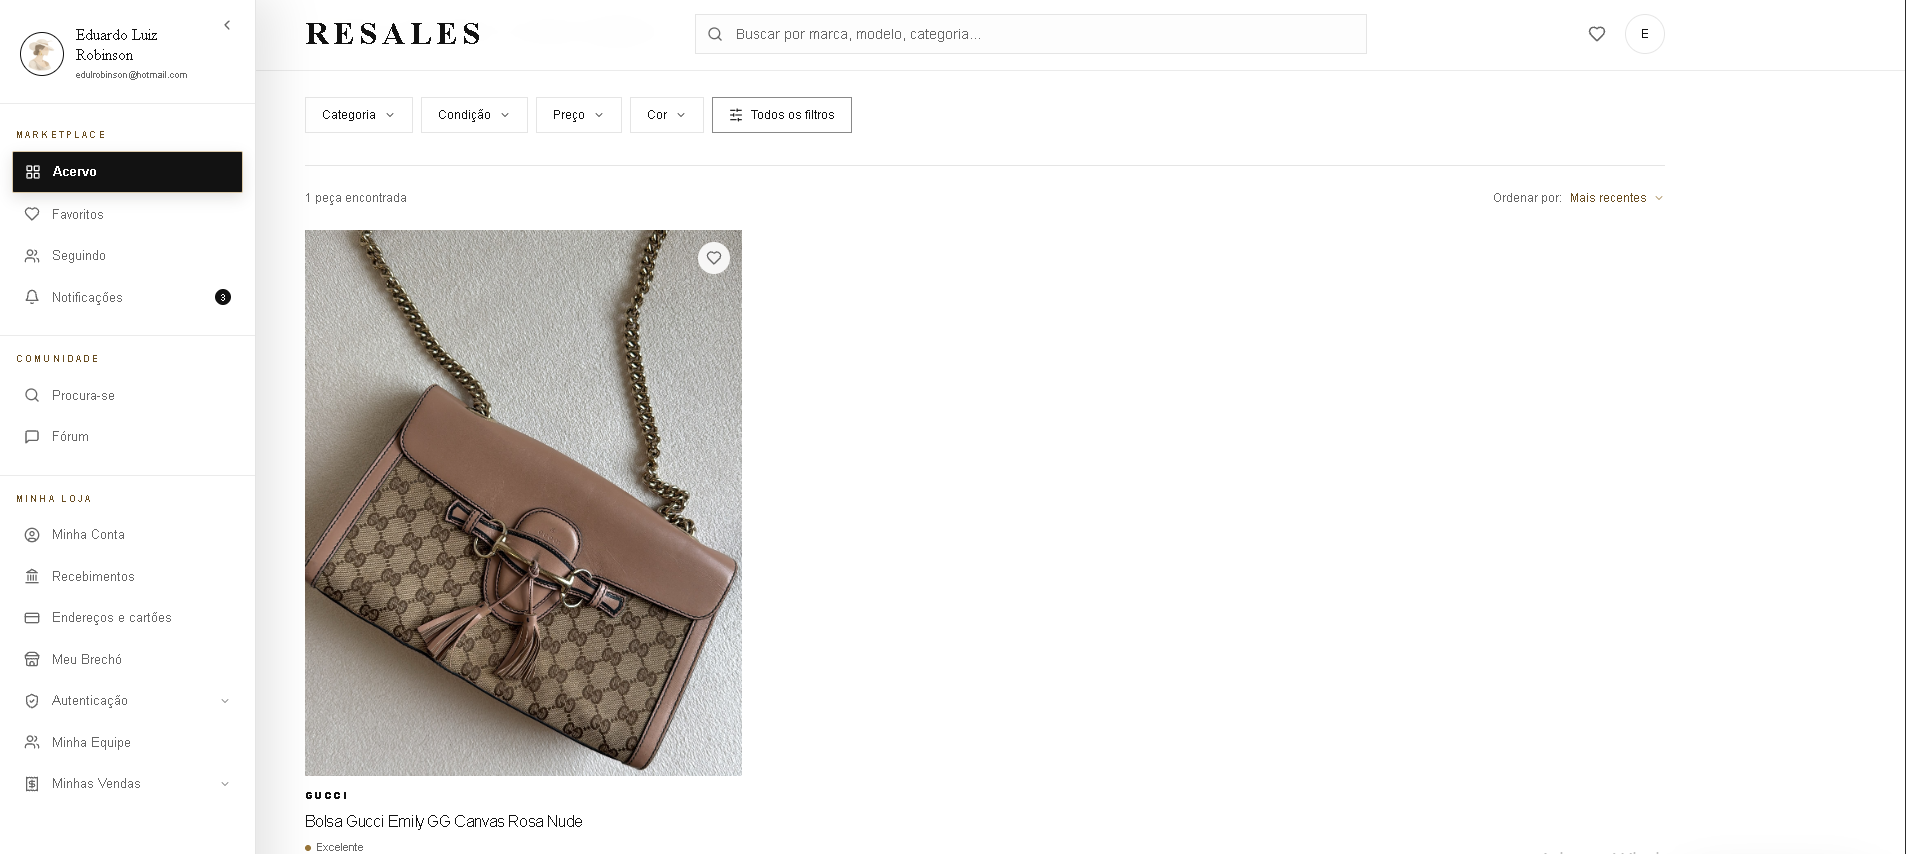 Eduardo Luiz
Robinson
edulrobinson@hotmail.com
MARKETPLACE
Acervo
Favoritos
Seguindo
Notificações
3
COMUNIDADE
Procura-se
Fórum
MINHA LOJA
Minha Conta
Recebimentos
Endereços e cartões
Meu Brechó
Autenticação
Minha Equipe
Minhas Vendas
RESALES
Buscar por marca, modelo, categoria...
E
Categoria
Condição
Preço
Cor
Todos os filtros
1 peça encontrada
Ordenar por: Mais recentes
GUCCI
Bolsa Gucci Emily GG Canvas Rosa Nude
Excelente